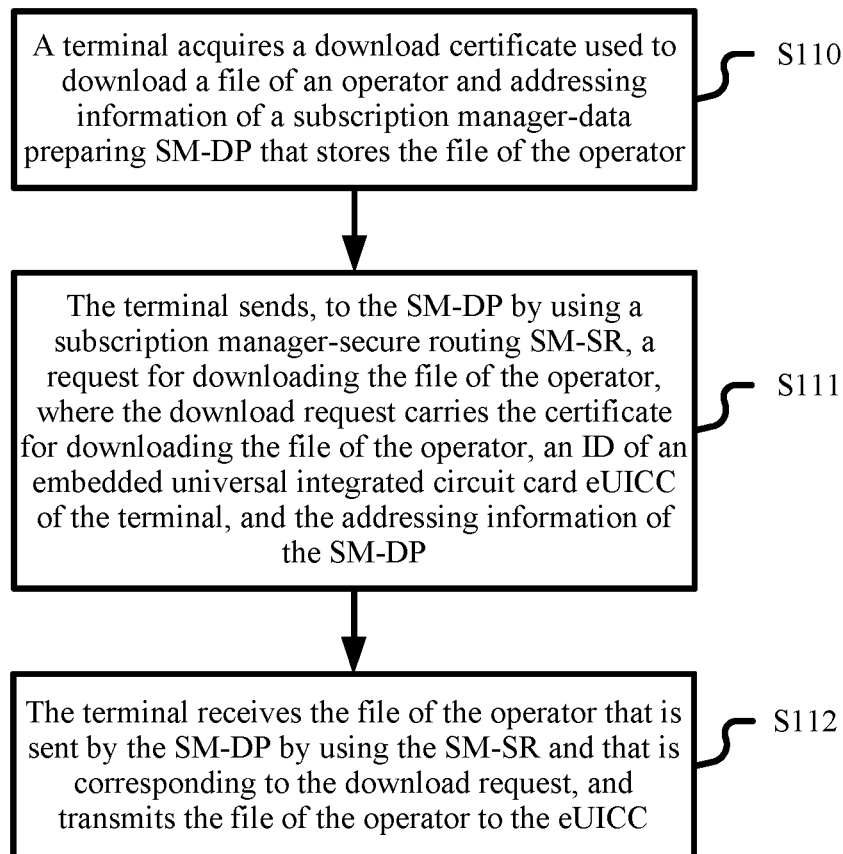 A terminal acquires a download certificate used to
download a file of an operator and addressing
information of a subscription manager-data
preparing SM-DP that stores the file of the operator
S110
The terminal sends, to the SM-DP by using a
subscription manager-secure routing SM-SR, a
request for downloading the file of the operator,
where the download request carries the certificate
for downloading the file of the operator, an ID of an
embedded universal integrated circuit card eUICC
of the terminal, and the addressing information of
the SM-DP
S111
The terminal receives the file of the operator that is
sent by the SM-DP by using the SM-SR and that is
corresponding to the download request, and
transmits the file of the operator to the eUICC
S112